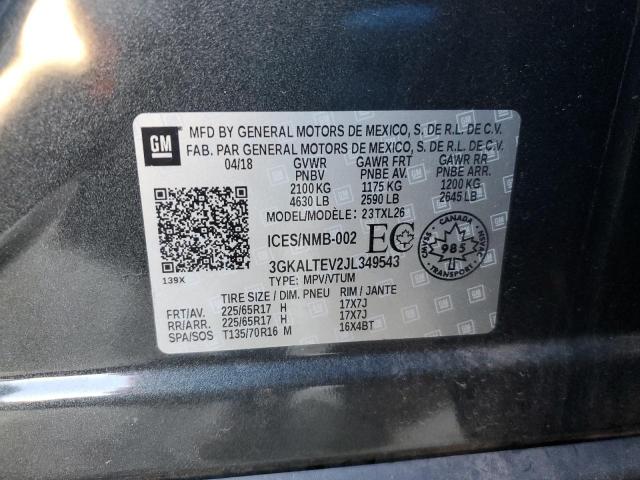 GM
MFD BY GENERAL MOTORS DE MEXICO, S. DE R.L. DE C.V.
FAB. PAR GENERAL MOTORS DE MEXICO, S. DE R.L. DE C.V.
04/18 GVWR GAWR FRT GAWR RR
PNBV PNBE AV. PNBE ARR.
2100 KG 1175 KG 1200 KG
4630 LB 2590 LB 2645 LB
MODEL/MODÈLE: 23TXL26
ICES/NMB-002 EC
CANADA
CMVSS 985 NSVAC
TRANSPORT
3GKALTEV2JL349543
139X
TYPE: MPV/VTUM
TIRE SIZE / DIM. PNEU RIM / JANTE
FRT/AV. 225/65R17 H 17X7J
RR/ARR. 225/65R17 H 17X7J
SPA/SOS T135/70R16 M 16X4BT